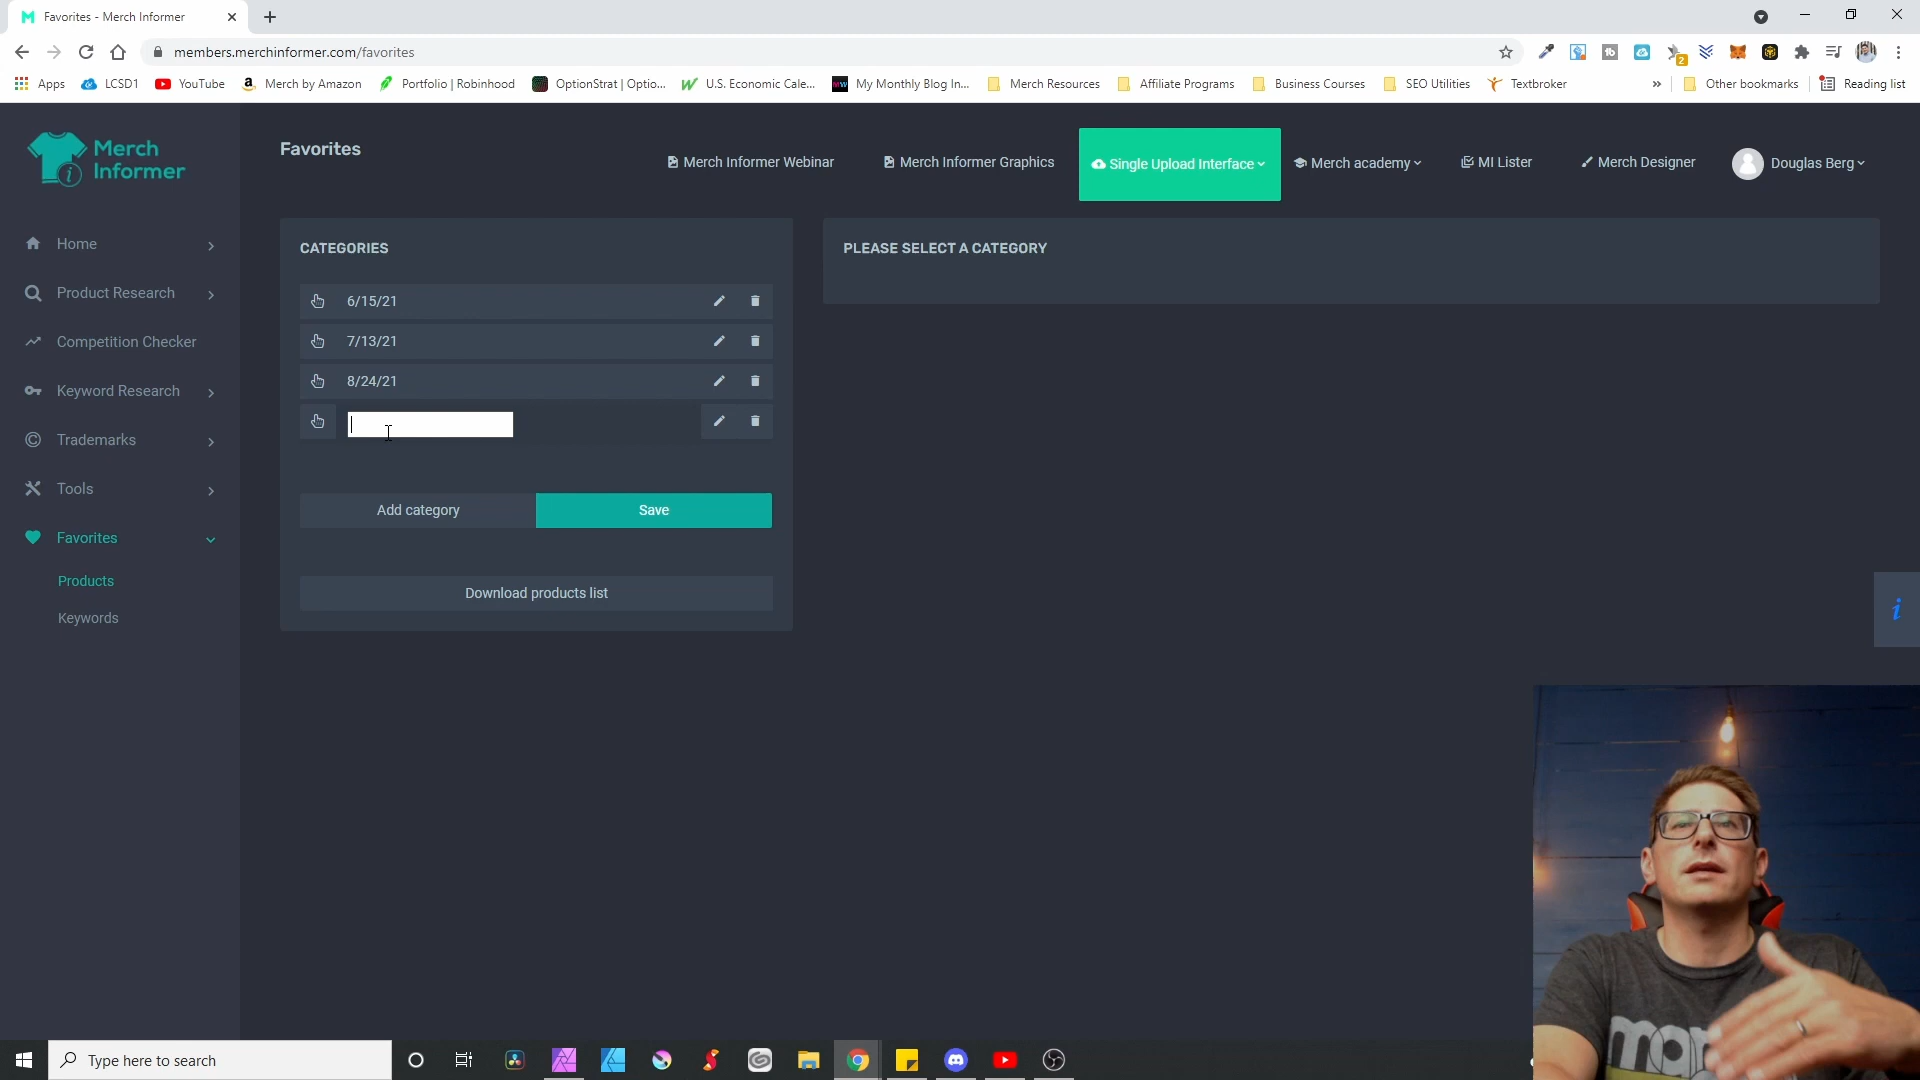 Favorites - Merch Informer
members.merchinformer.com/favorites
Apps
LCSD1
YouTube
Merch by Amazon
Portfolio | Robinhood
OptionStrat | Optio...
U.S. Economic Cale...
My Monthly Blog In...
Merch Resources
Affiliate Programs
Business Courses
SEO Utilities
Textbroker
»
Other bookmarks
Reading list
Merch
Informer
Favorites
Merch Informer Webinar
Merch Informer Graphics
Single Upload Interface
Merch academy
MI Lister
Merch Designer
Douglas Berg
Home
Product Research
Competition Checker
Keyword Research
Trademarks
Tools
Favorites
Products
Keywords
CATEGORIES
6/15/21
7/13/21
8/24/21
Add category
Save
Download products list
PLEASE SELECT A CATEGORY
i
Type here to search